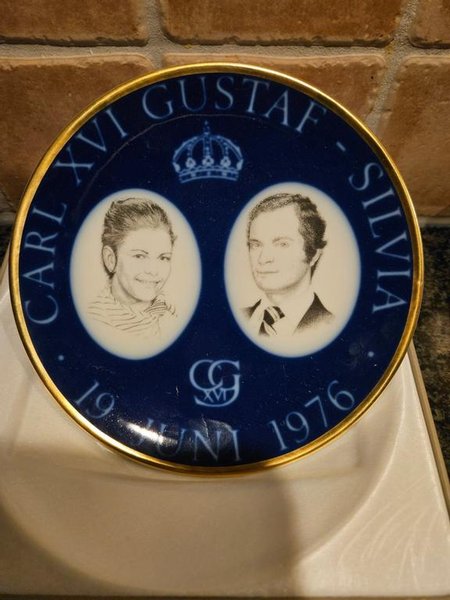 CARL XVI GUSTAF - SILVIA
CG
XVI
· 19 JUNI 1976 ·